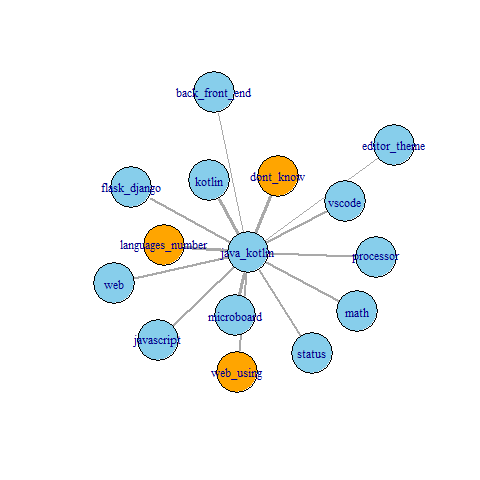 back_front_end
editor_theme
kotlin
dont_know
flask_django
vscode
languages_number
java_kotlin
processor
web
microboard
math
javascript
status
web_using